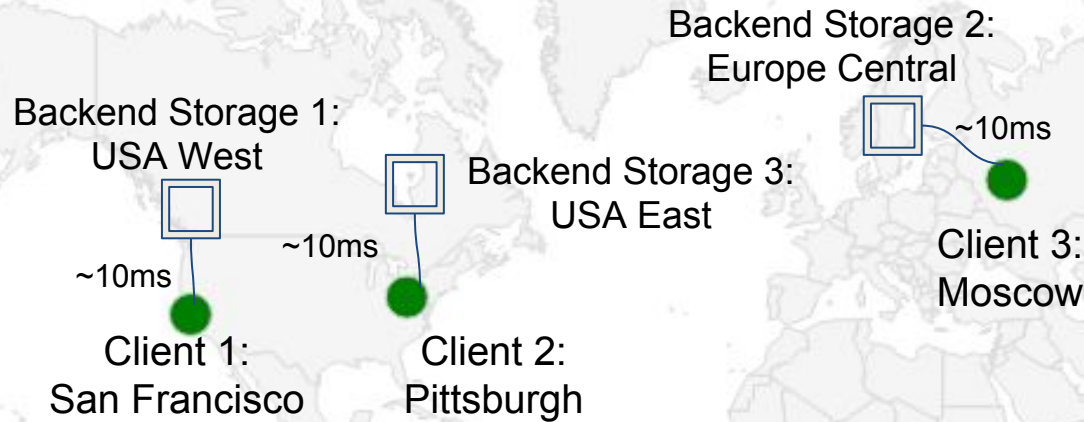 Backend Storage 2:
Europe Central
~10ms
Backend Storage 1:
USA West
Backend Storage 3:
USA East
~10ms
~10ms
Client 3:
Moscow
Client 1:
San Francisco
Client 2:
Pittsburgh